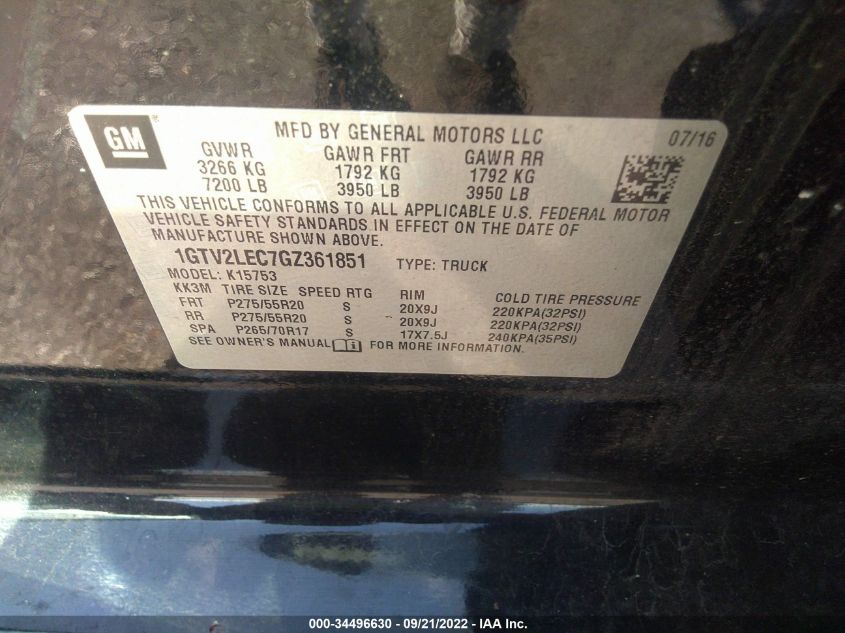 GM
MFD BY GENERAL MOTORS LLC 07/16
GVWR GAWR FRT GAWR RR
3266 KG 1792 KG 1792 KG
7200 LB 3950 LB 3950 LB
THIS VEHICLE CONFORMS TO ALL APPLICABLE U.S. FEDERAL MOTOR
VEHICLE SAFETY STANDARDS IN EFFECT ON THE DATE OF
MANUFACTURE SHOWN ABOVE.
1GTV2LEC7GZ361851 TYPE: TRUCK
MODEL: K15753
KK3M TIRE SIZE SPEED RTG RIM COLD TIRE PRESSURE
FRT P275/55R20 S 20X9J 220KPA(32PSI)
RR P275/55R20 S 20X9J 220KPA(32PSI)
SPA P265/70R17 S 17X7.5J 240KPA(35PSI)
SEE OWNER'S MANUAL i FOR MORE INFORMATION.
000-34496630 - 09/21/2022 - IAA Inc.